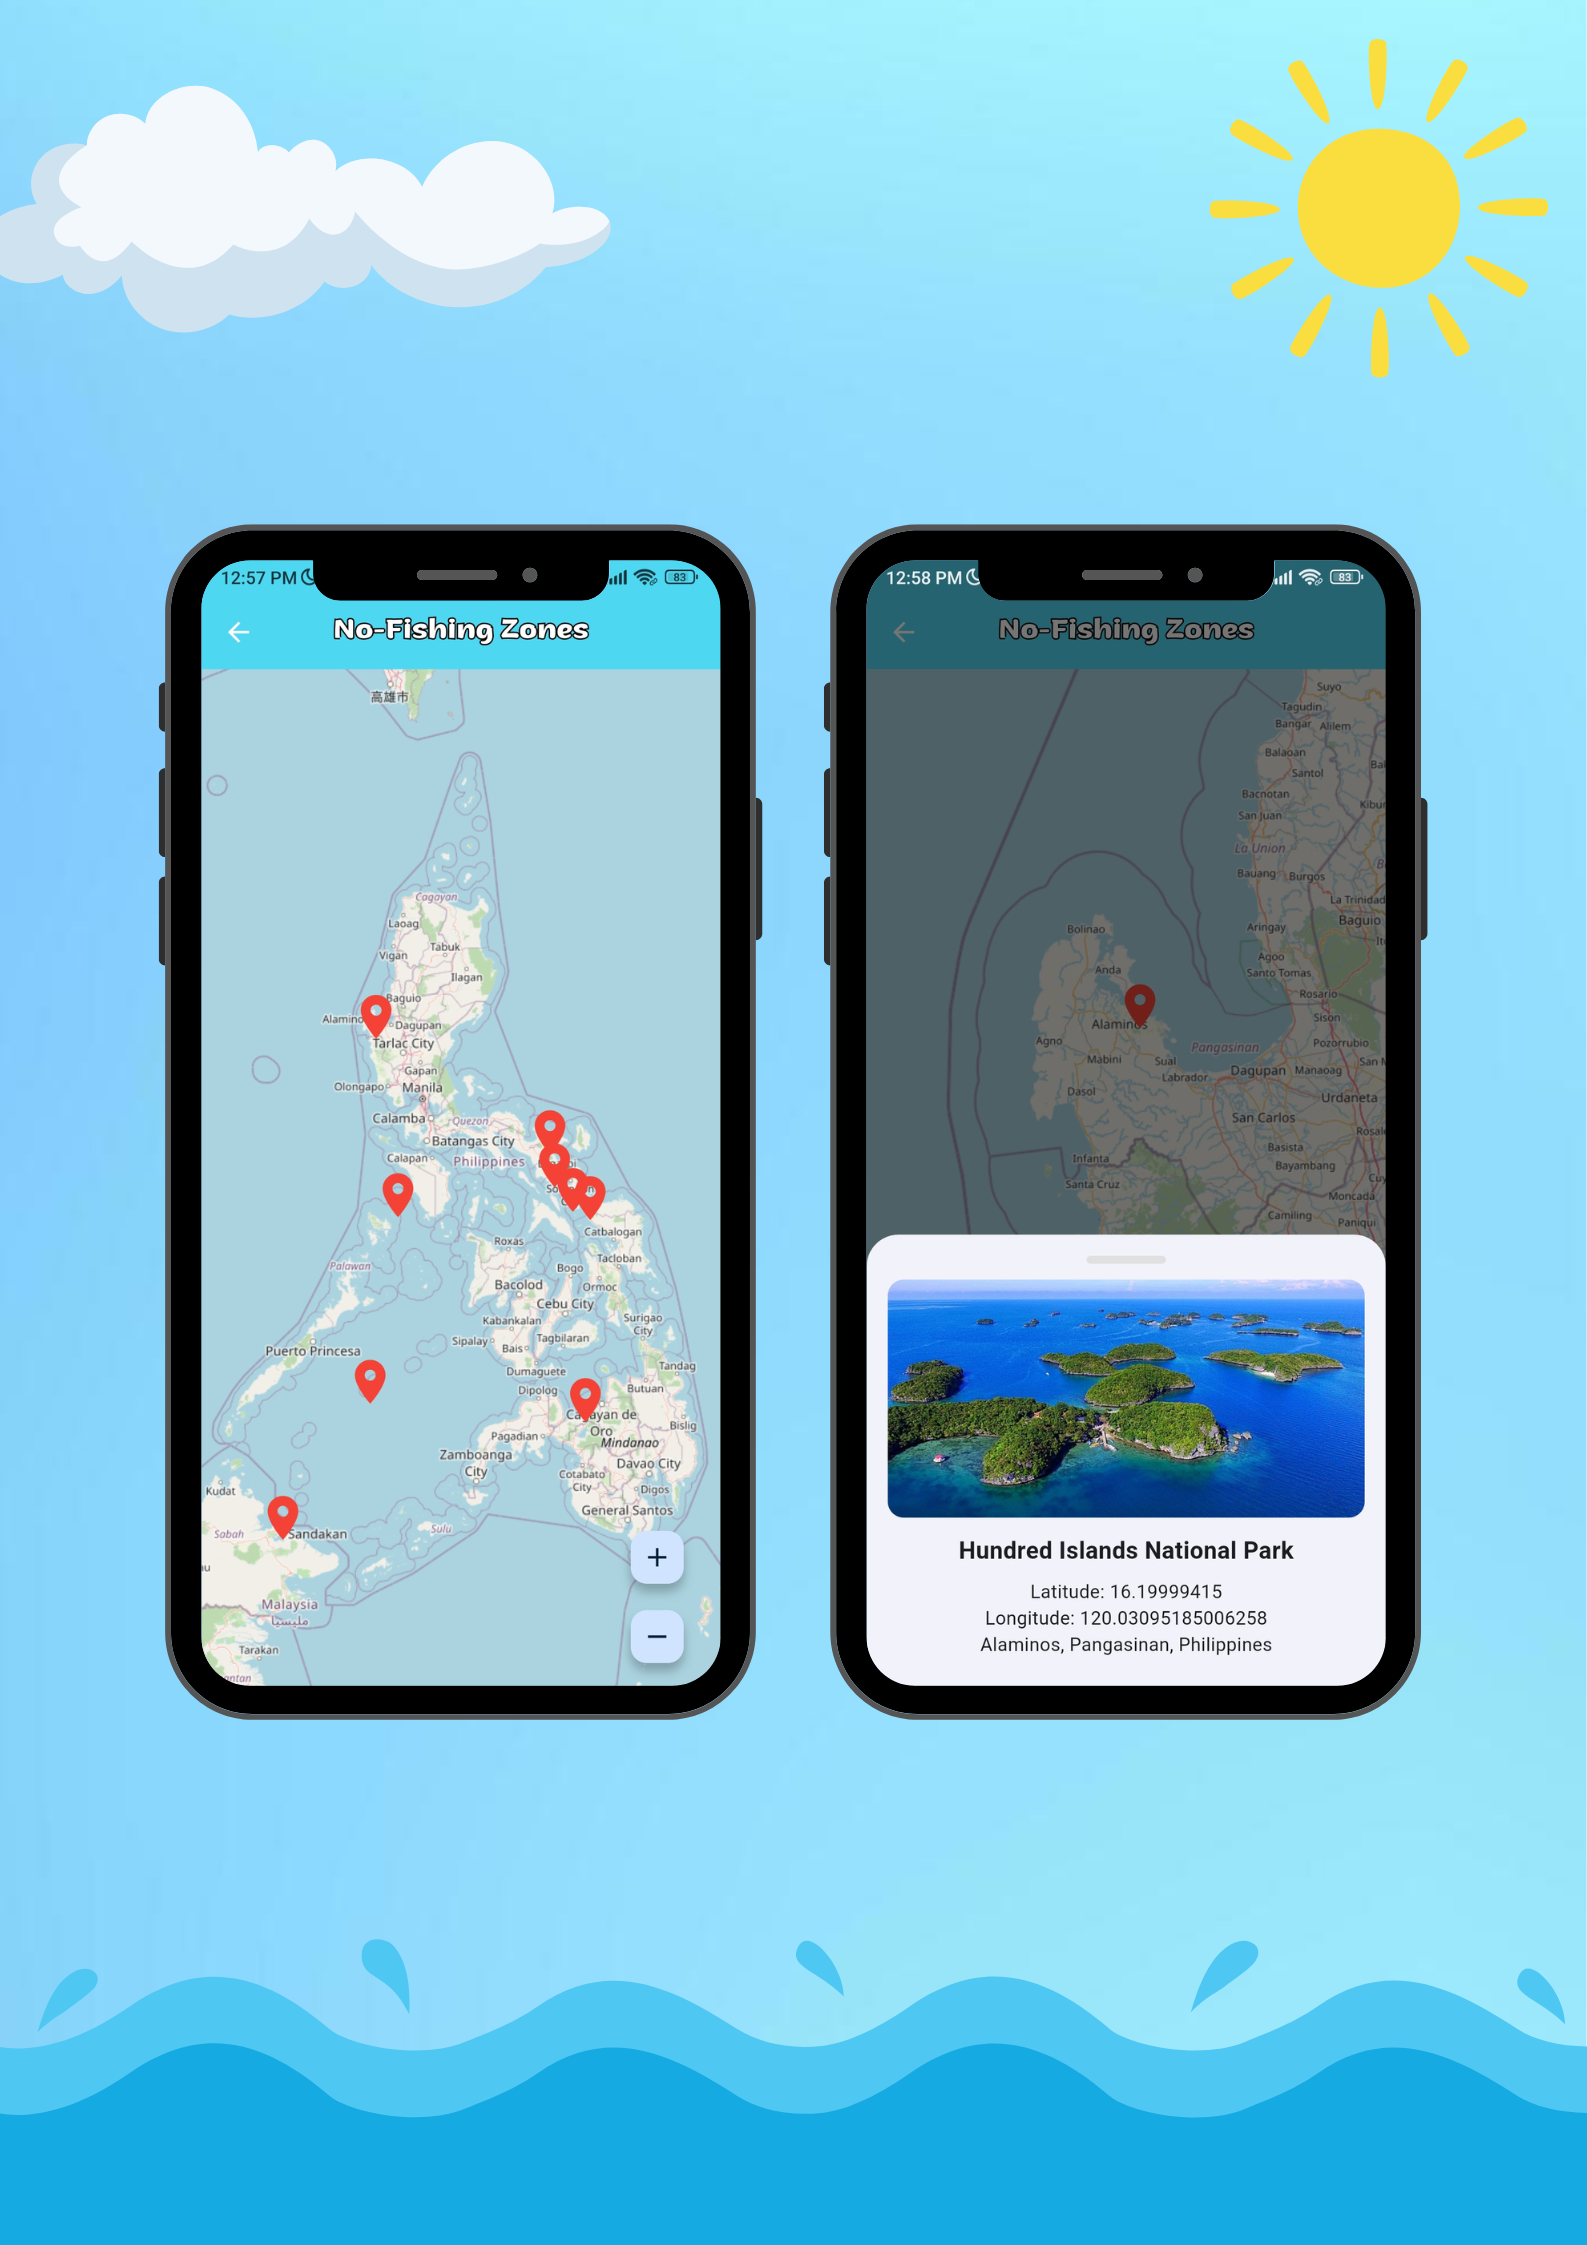 12:57 PM
83
No-Fishing Zones
高雄市
Cagayan
Laoag
Tabuk
Vigan
Ilagan
Baguio
Dagupan
Tarlac City
Gapan
Olongapo
Manila
Calamba
Quezon
Batangas City
Calapan
Philippines
Catbalogan
Roxas
Tacloban
Palawan
Bogo
Bacolod
Ormoc
Cebu City
Kabankalan
Surigao
City
Sipalay
Tagbilaran
Bais
Puerto Princesa
Dumaguete
Tandag
Dipolog
Butuan
Oro
Bislig
Pagadian
Mindanao
Zamboanga
City
Davao City
Cotabato
City
Digos
Kudat
General Santos
Sabah
Sandakan
Sulu
+
Malaysia
مليسيا
−
Tarakan
12:58 PM
83
No-Fishing Zones
Suyo
Tagudin
Bangar Alilem
Balaoan
Santol
Bacnotan
San Juan
La Union
Bauang Burgos
La Trinidad
Baguio
Bolinao
Aringay
Agoo
Anda
Santo Tomas
Rosario
Alaminos
Sison
Agno
Pangasinan
Pozorrubio
Mabini
Sual
Labrador
Dagupan Manaoag
Dasol
Urdaneta
San Carlos
Basista
Infanta
Bayambang
Santa Cruz
Moncada
Camiling
Paniqui
Hundred Islands National Park
Latitude: 16.19999415
Longitude: 120.03095185006258
Alaminos, Pangasinan, Philippines